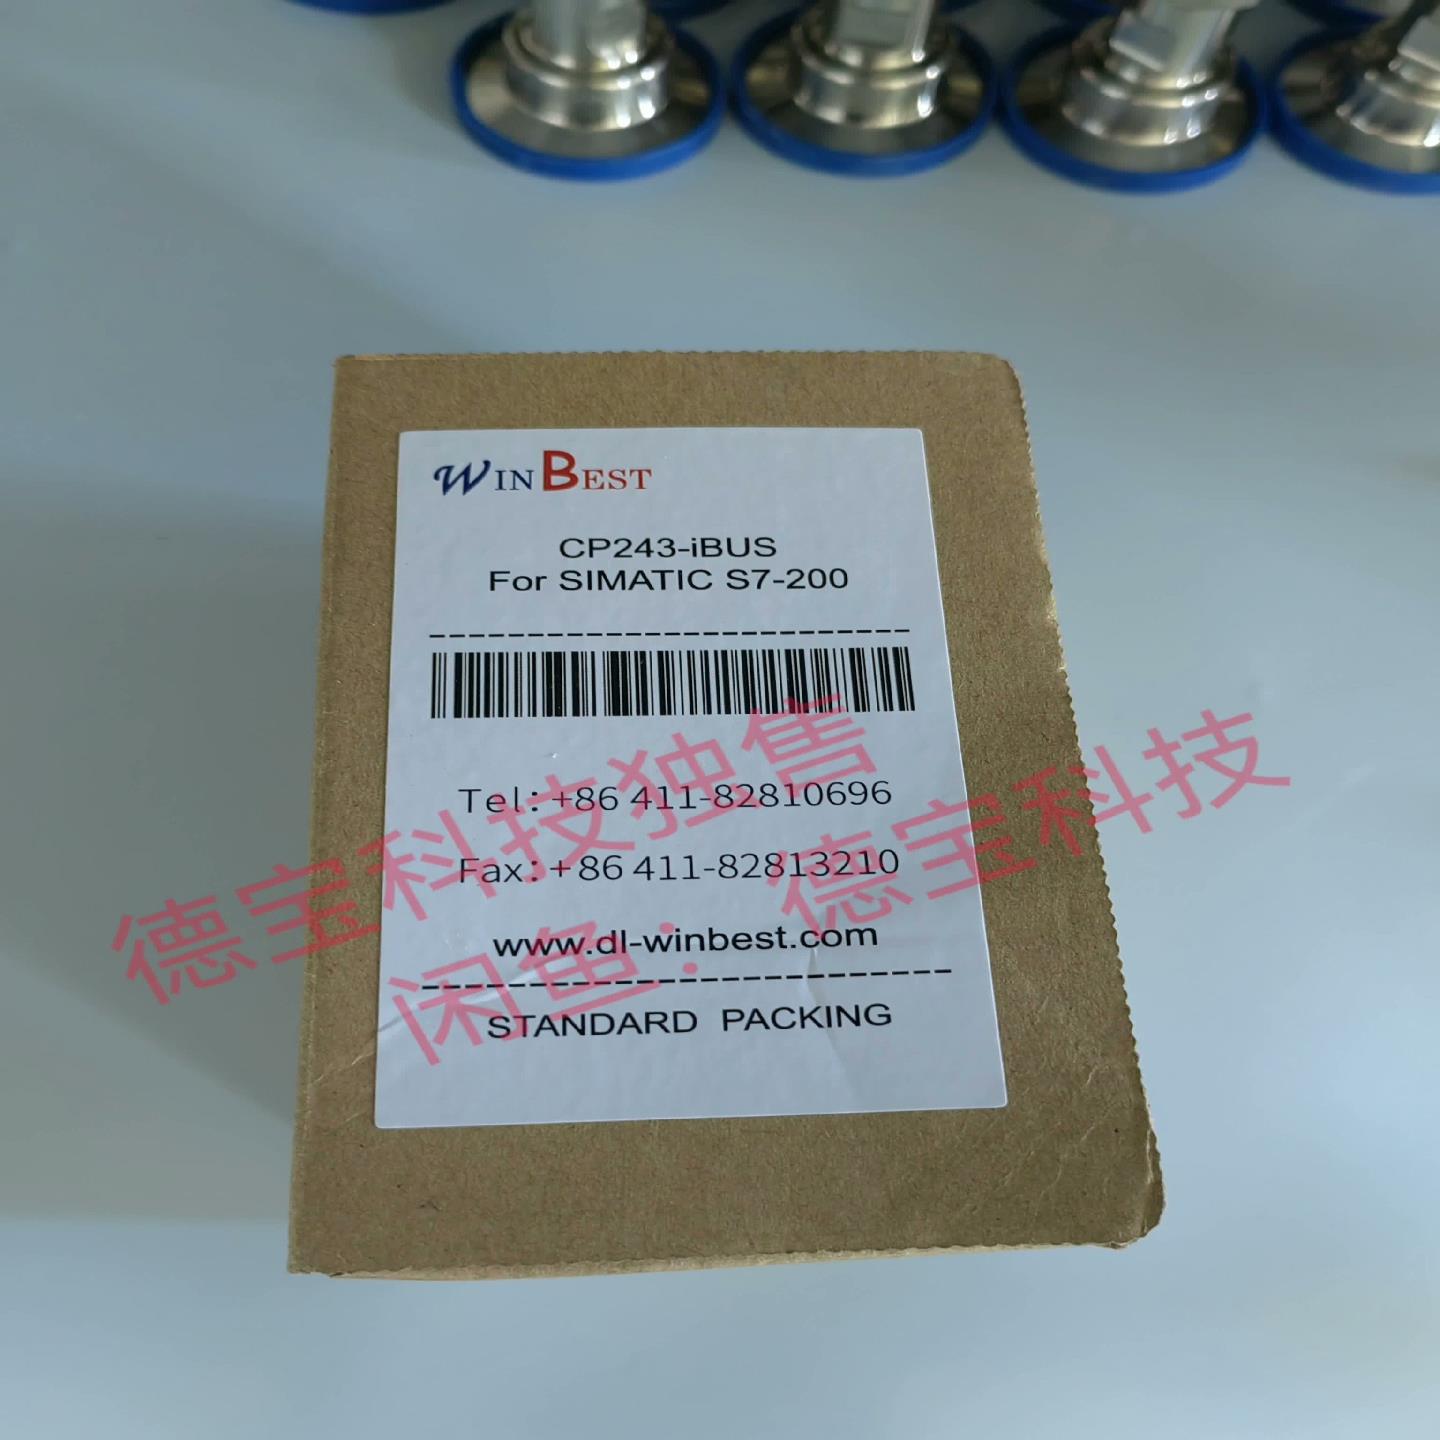 WINBEST
CP243-iBUS
For SIMATIC S7-200
Tel: +86 411-82810696
Fax: +86 411-82813210
www.dl-winbest.com
STANDARD PACKING
德宝科技独售
闲鱼：德宝科技